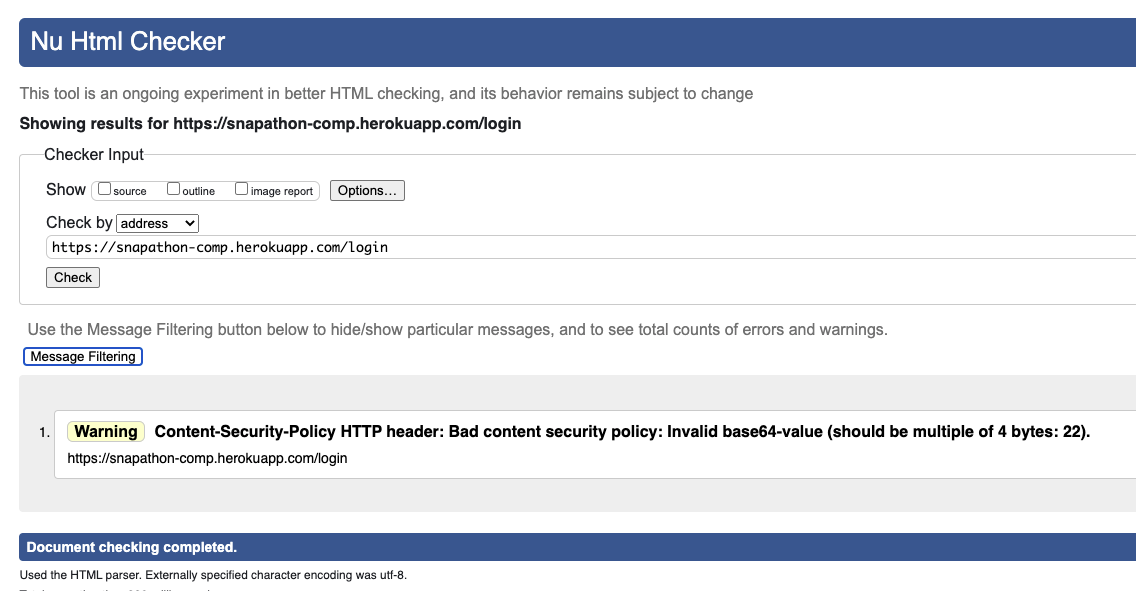 Nu Html Checker
This tool is an ongoing experiment in better HTML checking, and its behavior remains subject to change
Showing results for https://snapathon-comp.herokuapp.com/login
Checker Input
Show source outline image report Options...
Check by address
https://snapathon-comp.herokuapp.com/login
Check
Use the Message Filtering button below to hide/show particular messages, and to see total counts of errors and warnings.
Message Filtering
1. Warning Content-Security-Policy HTTP header: Bad content security policy: Invalid base64-value (should be multiple of 4 bytes: 22).
https://snapathon-comp.herokuapp.com/login
Document checking completed.
Used the HTML parser. Externally specified character encoding was utf-8.